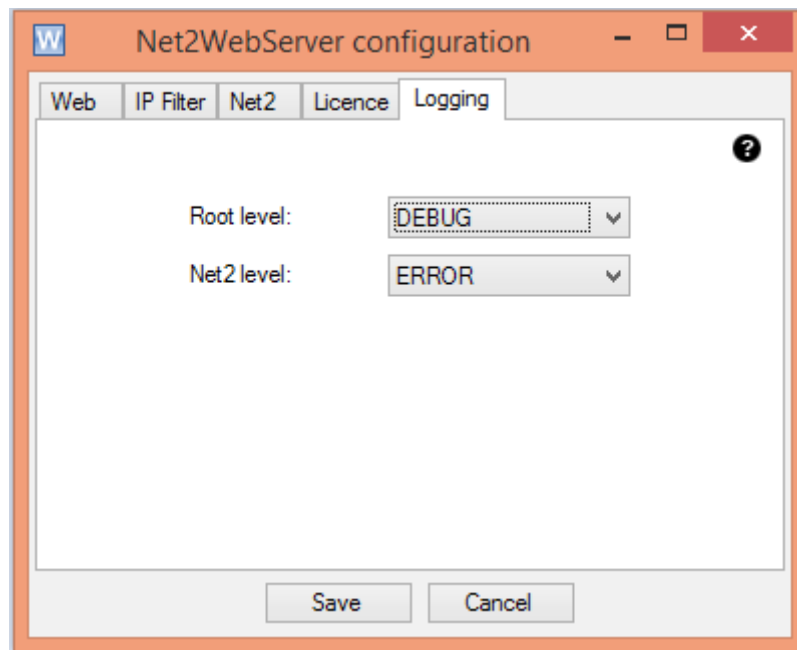 W Net2WebServer configuration
Web IP Filter Net2 Licence Logging
?
Root level: DEBUG
Net2 level: ERROR
Save Cancel